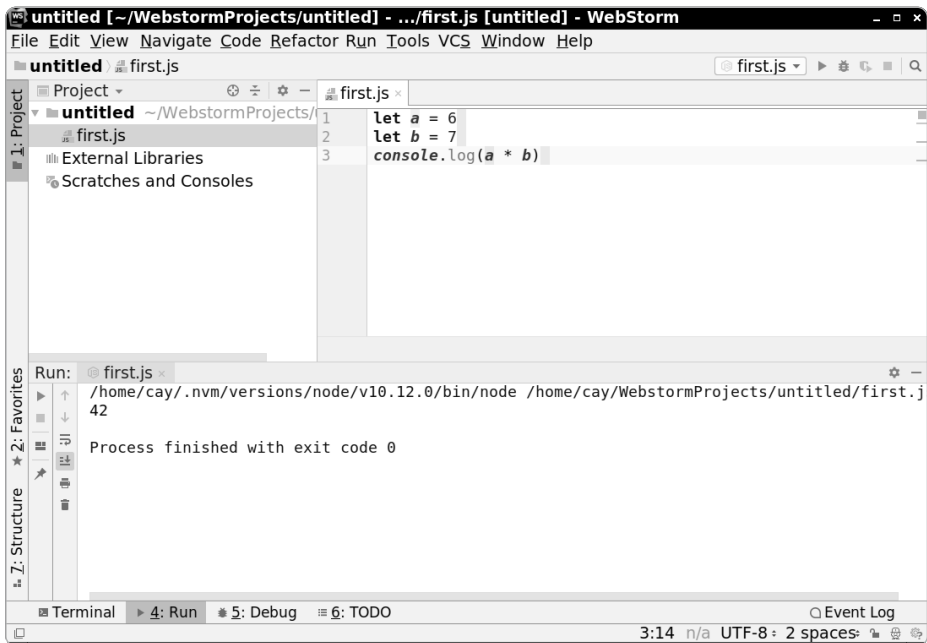 untitled [~/WebstormProjects/untitled] - .../first.js [untitled] - WebStorm
File Edit View Navigate Code Refactor Run Tools VCS Window Help
untitled first.js
first.js
Project
first.js
untitled ~/WebstormProjects/
first.js
External Libraries
Scratches and Consoles
1 let a = 6
2 let b = 7
3 console.log(a * b)
1: Project
2: Favorites
7: Structure
Run: first.js
/home/cay/.nvm/versions/node/v10.12.0/bin/node /home/cay/WebstormProjects/untitled/first.j
42
Process finished with exit code 0
Terminal 4: Run 5: Debug 6: TODO Event Log
3:14 n/a UTF-8 2 spaces